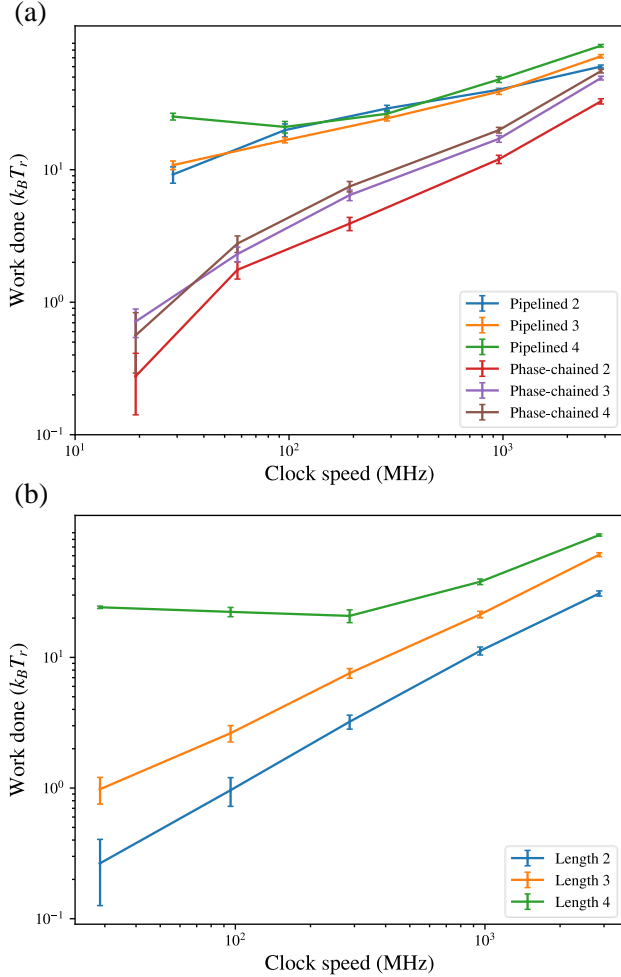 (a)
Work done (k_BT_r)
10^1
10^0
10^−1
10^1
10^2
10^3
Clock speed (MHz)
Pipelined 2
Pipelined 3
Pipelined 4
Phase-chained 2
Phase-chained 3
Phase-chained 4
(b)
Work done (k_BT_r)
10^1
10^0
10^−1
10^2
10^3
Clock speed (MHz)
Length 2
Length 3
Length 4